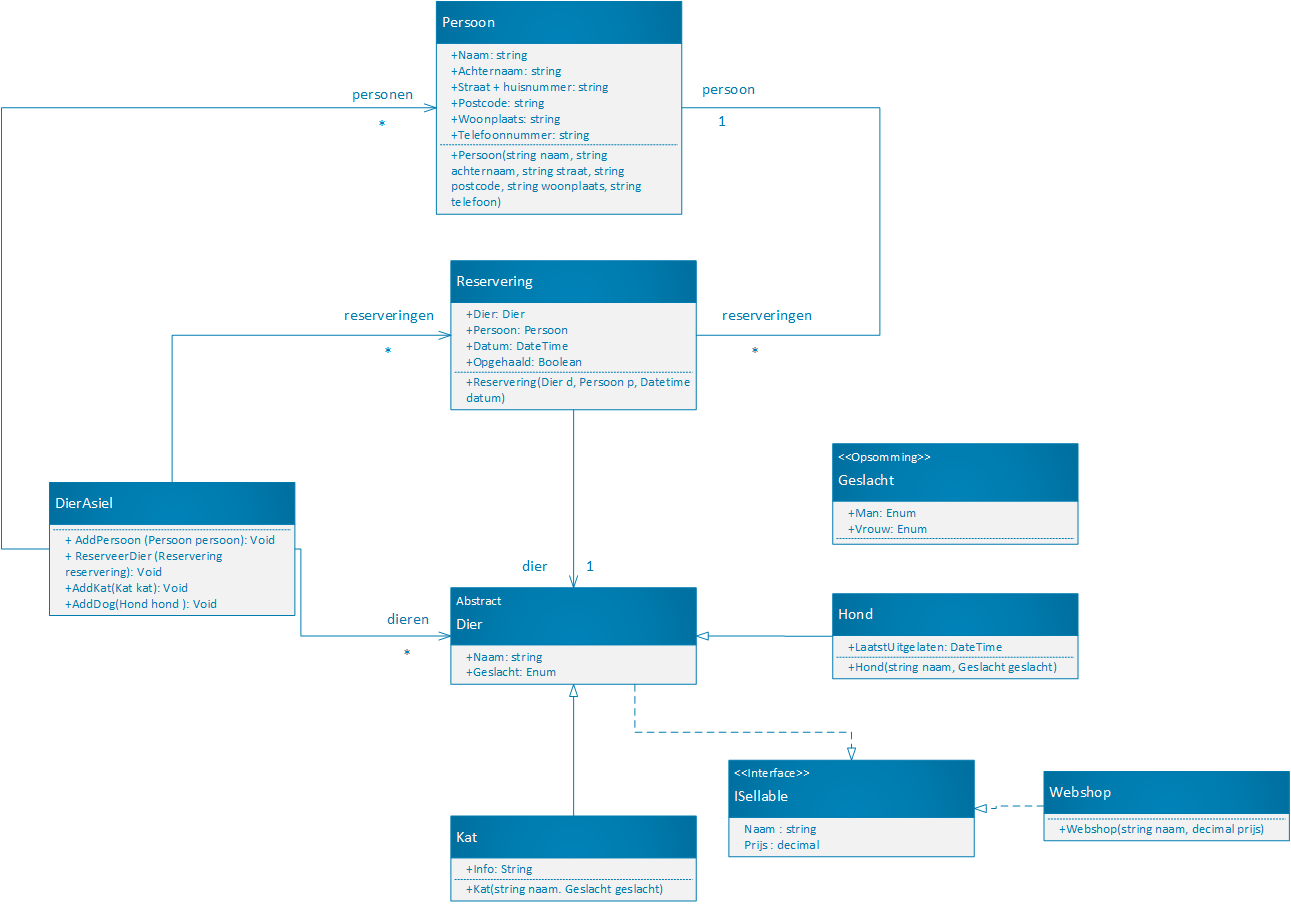 Persoon
+Naam: string
+Achternaam: string
+Straat + huisnummer: string
+Postcode: string
+Woonplaats: string
+Telefoonnummer: string
+Persoon(string naam, string
achternaam, string straat, string
postcode, string woonplaats, string
telefoon)
personen
*
persoon
1
Reservering
+Dier: Dier
+Persoon: Persoon
+Datum: DateTime
+Opgehaald: Boolean
+Reservering(Dier d, Persoon p, Datetime
datum)
reserveringen
*
reserveringen
*
<<Opsomming>>
Geslacht
+Man: Enum
+Vrouw: Enum
DierAsiel
+ AddPersoon (Persoon persoon): Void
+ ReserveerDier (Reservering
reservering): Void
+AddKat(Kat kat): Void
+AddDog(Hond hond ): Void
dier
1
dieren
*
Abstract
Dier
+Naam: string
+Geslacht: Enum
Hond
+LaatstUitgelaten: DateTime
+Hond(string naam, Geslacht geslacht)
<<Interface>>
ISellable
Naam : string
Prijs : decimal
Webshop
+Webshop(string naam, decimal prijs)
Kat
+Info: String
+Kat(string naam. Geslacht geslacht)